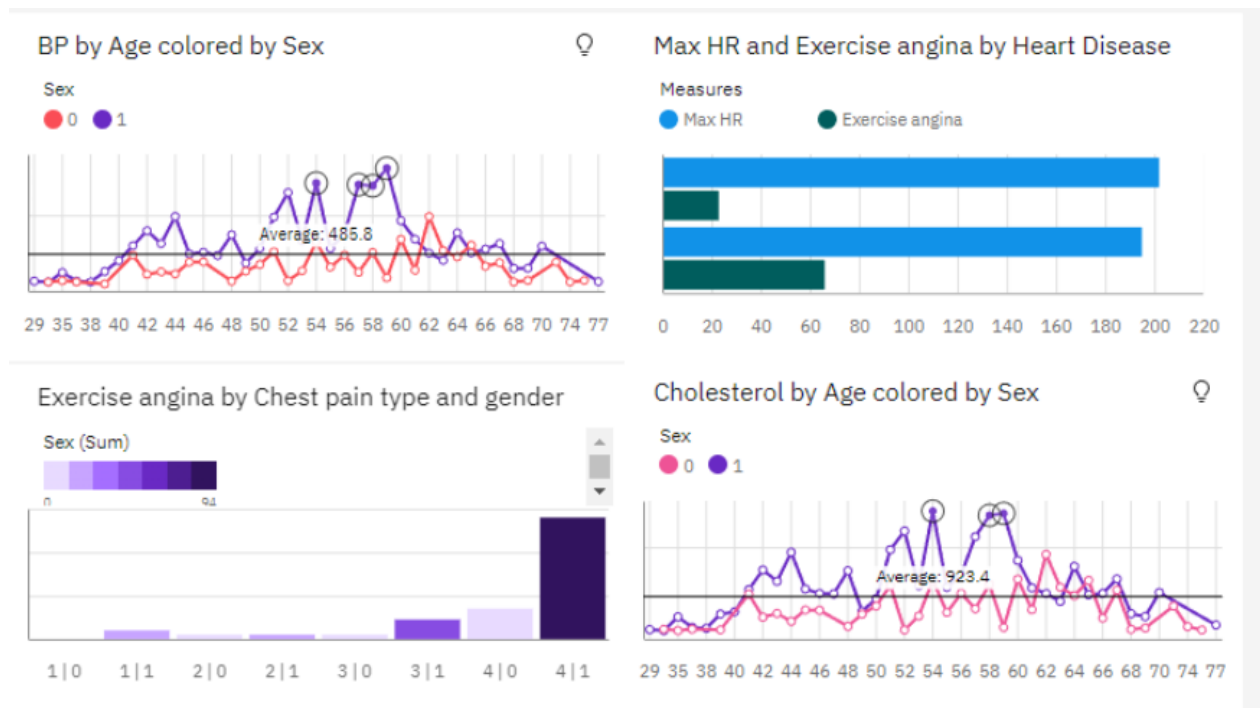 BP by Age colored by Sex
Sex
0 1
Average: 485.8
29 35 38 40 42 44 46 48 50 52 54 56 58 60 62 64 66 68 70 74 77
Max HR and Exercise angina by Heart Disease
Measures
Max HR Exercise angina
0 20 40 60 80 100 120 140 160 180 200 220
Exercise angina by Chest pain type and gender
Sex (Sum)
0 94
1|0 1|1 2|0 2|1 3|0 3|1 4|0 4|1
Cholesterol by Age colored by Sex
Sex
0 1
Average: 923.4
29 35 38 40 42 44 46 48 50 52 54 56 58 60 62 64 66 68 70 74 77